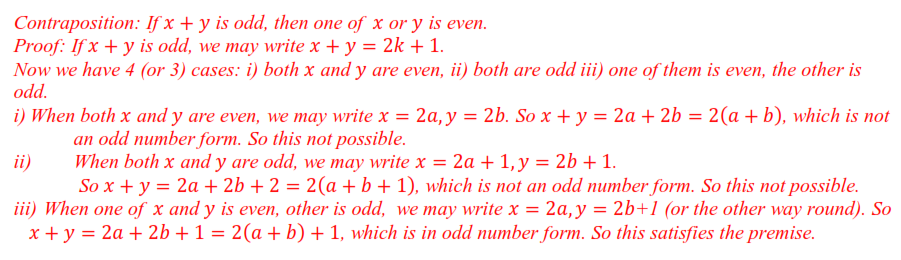 Contraposition: If x + y is odd, then one of x or y is even.
Proof: If x + y is odd, we may write x + y = 2k + 1.
Now we have 4 (or 3) cases: i) both x and y are even, ii) both are odd iii) one of them is even, the other is
odd.
i) When both x and y are even, we may write x = 2a, y = 2b. So x + y = 2a + 2b = 2(a + b), which is not
an odd number form. So this not possible.
ii) When both x and y are odd, we may write x = 2a + 1, y = 2b + 1.
So x + y = 2a + 2b + 2 = 2(a + b + 1), which is not an odd number form. So this not possible.
iii) When one of x and y is even, other is odd, we may write x = 2a, y = 2b+1 (or the other way round). So
x + y = 2a + 2b + 1 = 2(a + b) + 1, which is in odd number form. So this satisfies the premise.